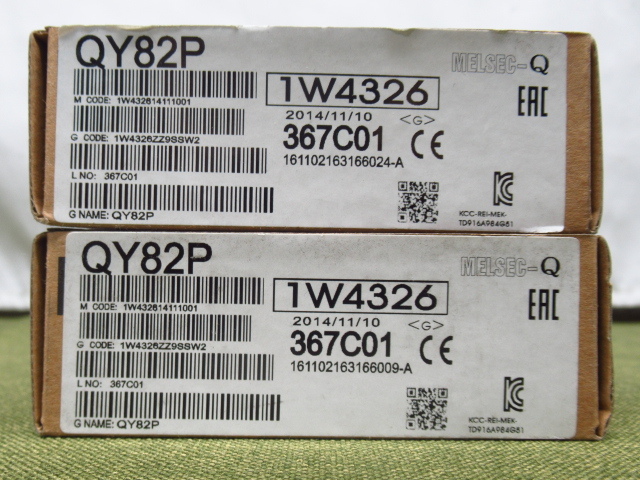 QY82P
MELSEC-Q
M CODE: 1W432614111001
1W4326
EAC
2014/11/10
<G>
G CODE: 1W4326ZZ9SSW2
367C01
CE
161102163166024-A
L NO: 367C01
G NAME: QY82P
KCC-REI-MEK-
TD916A984G81
QY82P
MELSEC-Q
M CODE: 1W432614111001
1W4326
EAC
2014/11/10
<G>
G CODE: 1W4326ZZ9SSW2
367C01
CE
161102163166009-A
L NO: 367C01
G NAME: QY82P
KCC-REI-MEK-
TD916A984G81